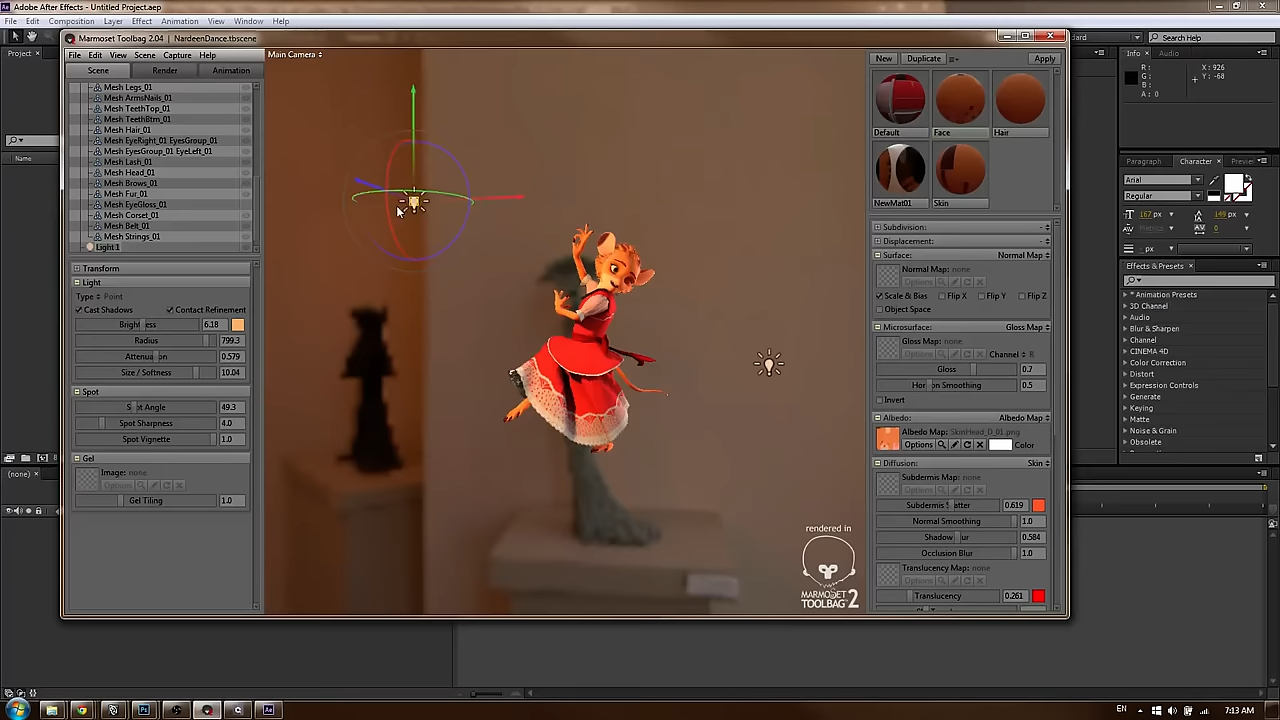 Adobe After Effects - Untitled Project.aep
File Edit Composition Layer Effect Animation View Window Help
Search Help
Project
Name
(none)
Marmoset Toolbag 2.04 | NardeenDance.tbscene
File Edit View Scene Capture Help
Scene Render Animation
Mesh Legs_01
Mesh ArmsNails_01
Mesh TeethTop_01
Mesh TeethBtm_01
Mesh Hair_01
Mesh EyeRight_01 EyesGroup_01
Mesh EyesGroup_01 EyeLeft_01
Mesh Lash_01
Mesh Head_01
Mesh Brows_01
Mesh Fur_01
Mesh EyeGloss_01
Mesh Corset_01
Mesh Belt_01
Mesh Strings_01
Light 1
Transform
Light
Type Point
Cast Shadows Contact Refinement
Brightness 6.18
Radius 799.3
Attenuation 0.579
Size / Softness 10.04
Spot
Spot Angle 49.3
Spot Sharpness 4.0
Spot Vignette 1.0
Gel
Image: none
Options
Gel Tiling 1.0
Main Camera
rendered in
MARMOSET
TOOLBAG 2
New Duplicate Apply
Default Face Hair
NewMat01 Skin
Subdivision: -
Displacement: -
Surface: Normal Map
Normal Map: none
Options
Scale & Bias Flip X Flip Y Flip Z
Object Space
Microsurface: Gloss Map
Gloss Map: none
Options Channel R
Gloss 0.7
Horizon Smoothing 0.5
Invert
Albedo: Albedo Map
Albedo Map: SkinHead_D_01.png
Options Color
Diffusion: Skin
Subdermis Map: none
Options
Subdermis Scatter 0.619
Normal Smoothing 1.0
Shadow Blur 0.584
Occlusion Blur 1.0
Translucency Map: none
Options
Translucency 0.261
Info Audio
R :
G :
B :
A : 0
X : 926
Y : -68
Paragraph Character Preview
Arial
Regular
167 px 149 px
Metrics 0
- px
Effects & Presets
* Animation Presets
3D Channel
Audio
Blur & Sharpen
Channel
CINEMA 4D
Color Correction
Distort
Expression Controls
Generate
Keying
Matte
Noise & Grain
Obsolete
EN 7:13 AM